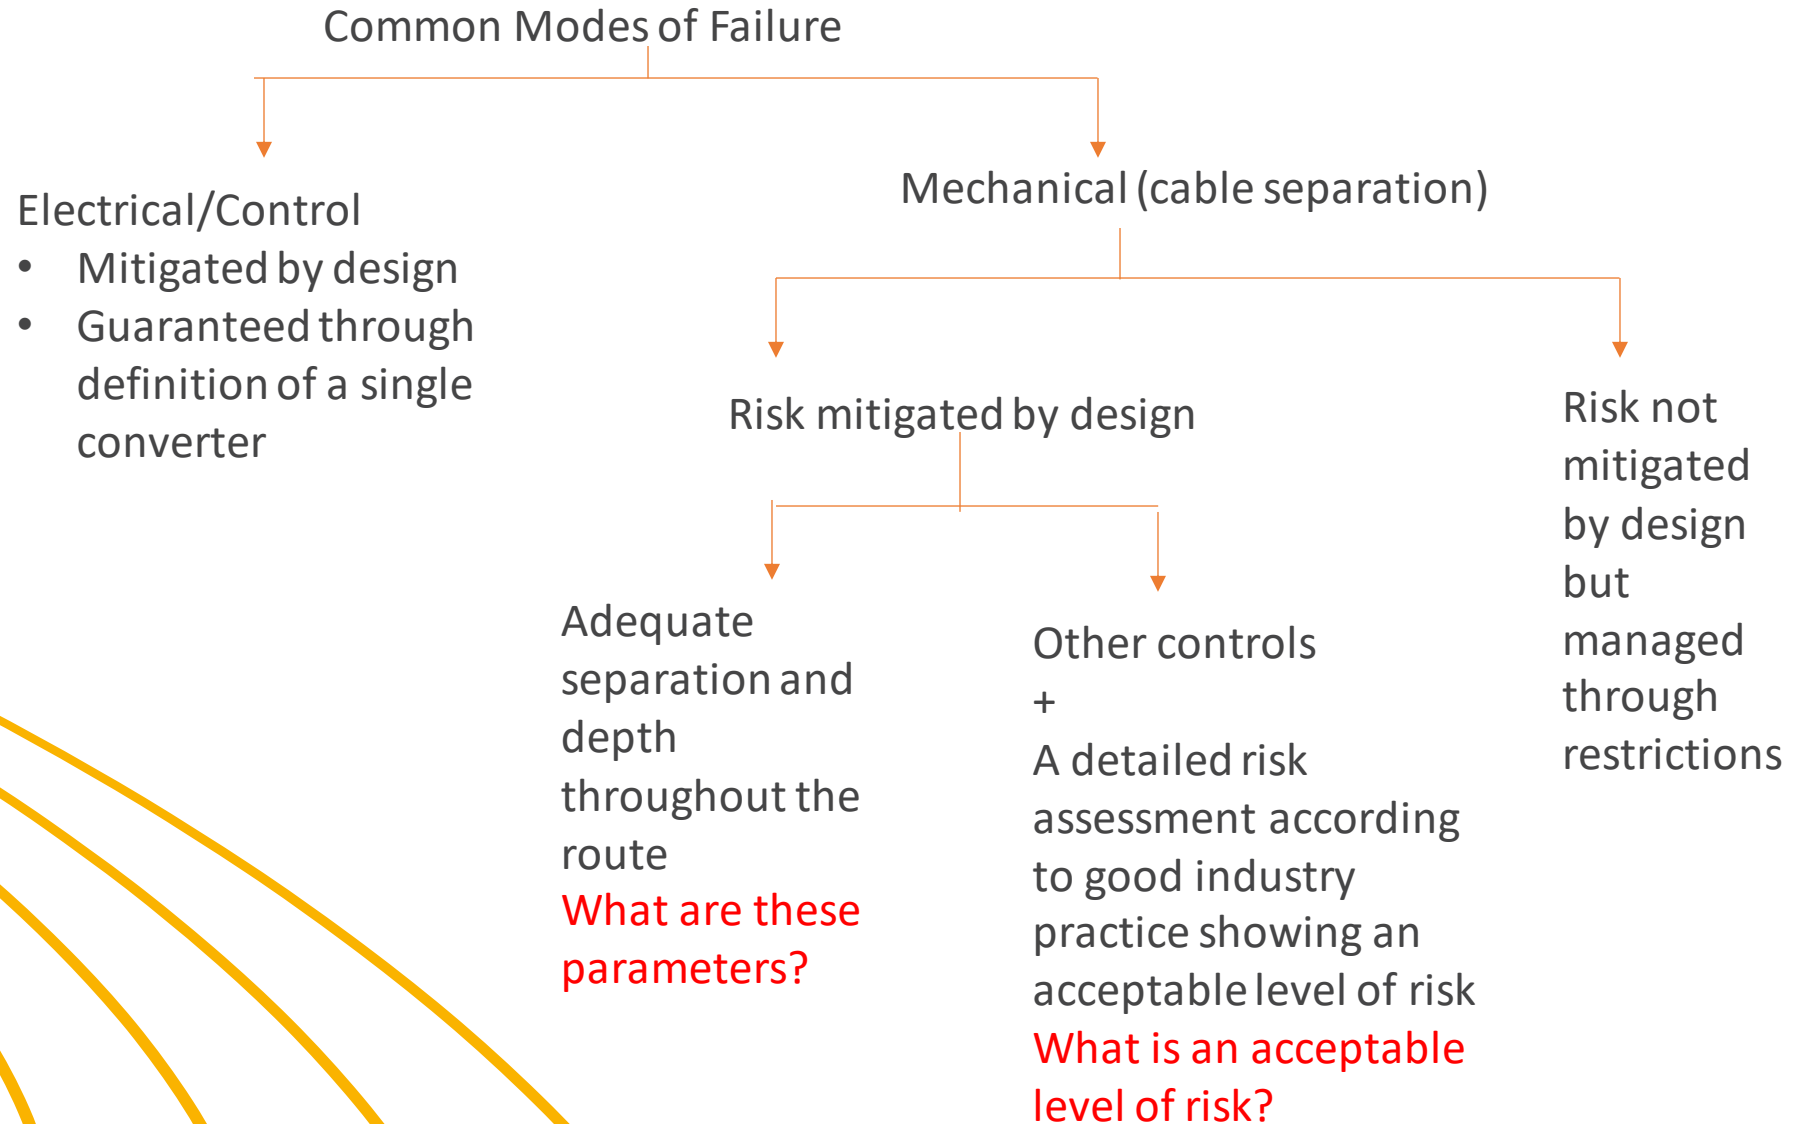 Common Modes of Failure
Electrical/Control
• Mitigated by design
• Guaranteed through
definition of a single
converter
Mechanical (cable separation)
Risk mitigated by design
Adequate
separation and
depth
throughout the
route
What are these
parameters?
Other controls
+
A detailed risk
assessment according
to good industry
practice showing an
acceptable level of risk
What is an acceptable
level of risk?
Risk not
mitigated
by design
but
managed
through
restrictions